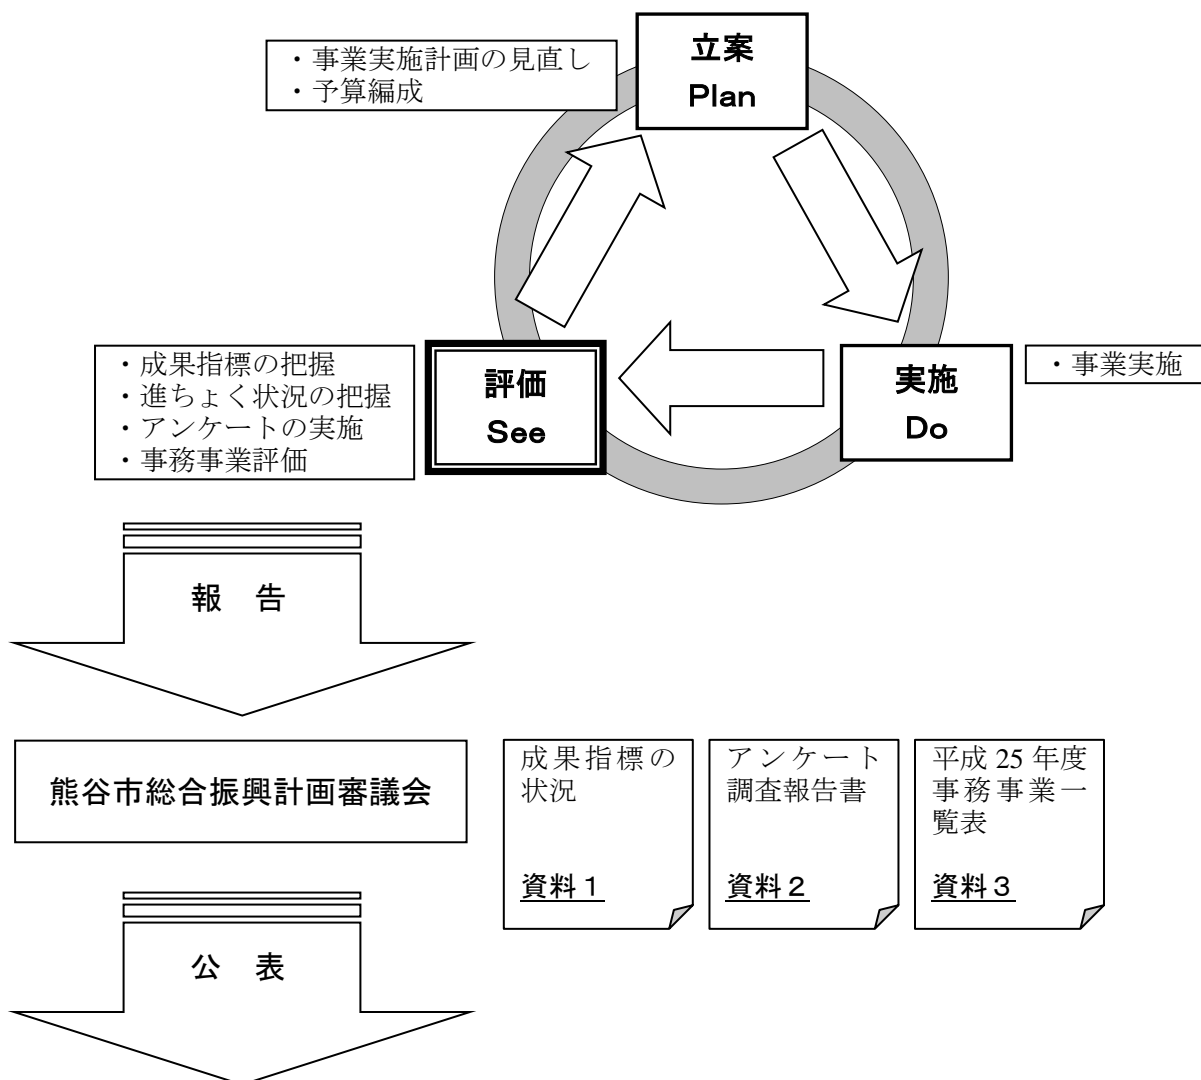 立案
Plan
・事業実施計画の見直し
・予算編成
・成果指標の把握
・進ちょく状況の把握
・アンケートの実施
・事務事業評価
評価
See
実施
Do
・事業実施
報　告
熊谷市総合振興計画審議会
成果指標の
状況
資料１
アンケート
調査報告書
資料２
平成 25 年度
事務事業一
覧表
資料３
公　表